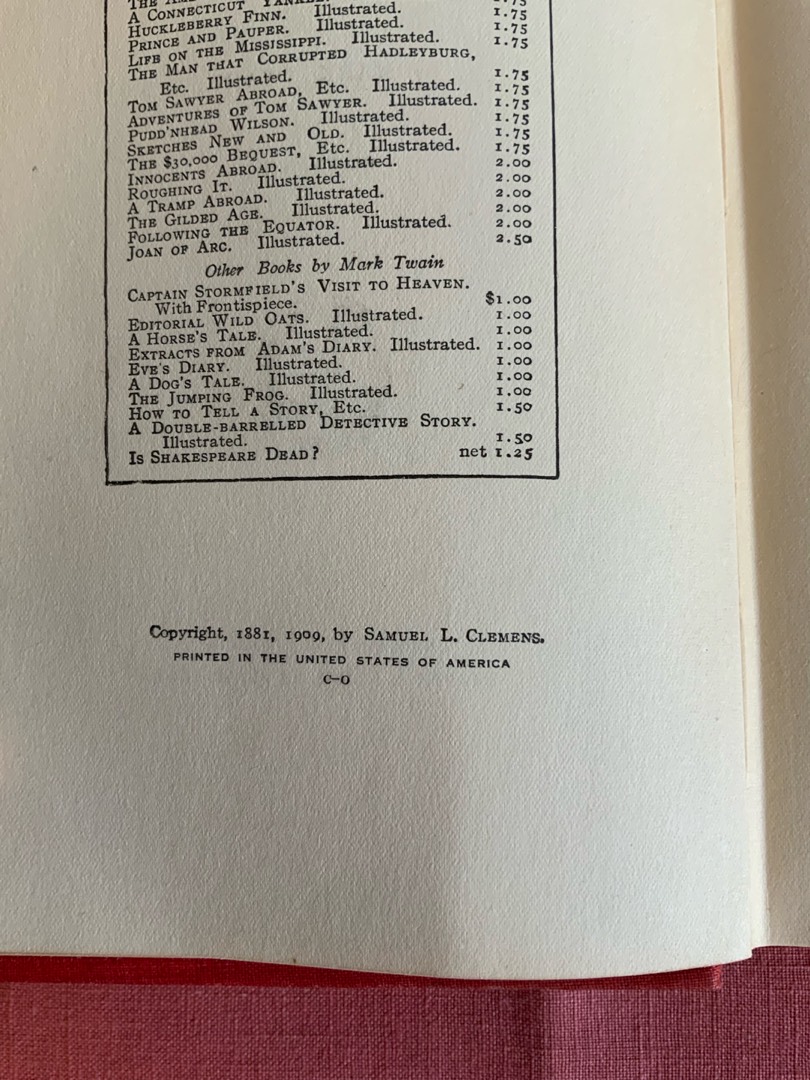 THE
A CONNECTICUT YANKEE. 1.75
HUCKLEBERRY FINN. Illustrated. 1.75
PRINCE AND PAUPER. Illustrated. 1.75
LIFE ON THE MISSISSIPPI. Illustrated. 1.75
THE MAN THAT CORRUPTED HADLEYBURG,
Etc. Illustrated. 1.75
TOM SAWYER ABROAD, Etc. Illustrated. 1.75
ADVENTURES OF TOM SAWYER. Illustrated. 1.75
PUDD'NHEAD WILSON. Illustrated. 1.75
SKETCHES NEW AND OLD. Illustrated. 1.75
THE $30,000 BEQUEST, Etc. Illustrated. 1.75
INNOCENTS ABROAD. Illustrated. 2.00
ROUGHING IT. Illustrated. 2.00
A TRAMP ABROAD. Illustrated. 2.00
THE GILDED AGE. Illustrated. 2.00
FOLLOWING THE EQUATOR. Illustrated. 2.00
JOAN OF ARC. Illustrated. 2.50
Other Books by Mark Twain
CAPTAIN STORMFIELD'S VISIT TO HEAVEN.
With Frontispiece. $1.00
EDITORIAL WILD OATS. Illustrated. 1.00
A HORSE'S TALE. Illustrated. 1.00
EXTRACTS FROM ADAM'S DIARY. Illustrated. 1.00
EVE'S DIARY. Illustrated. 1.00
A DOG'S TALE. Illustrated. 1.00
THE JUMPING FROG. Illustrated. 1.00
HOW TO TELL A STORY, Etc. 1.50
A DOUBLE-BARRELLED DETECTIVE STORY.
Illustrated. 1.50
IS SHAKESPEARE DEAD? net 1.25
Copyright, 1881, 1909, by SAMUEL L. CLEMENS.
PRINTED IN THE UNITED STATES OF AMERICA
C-O